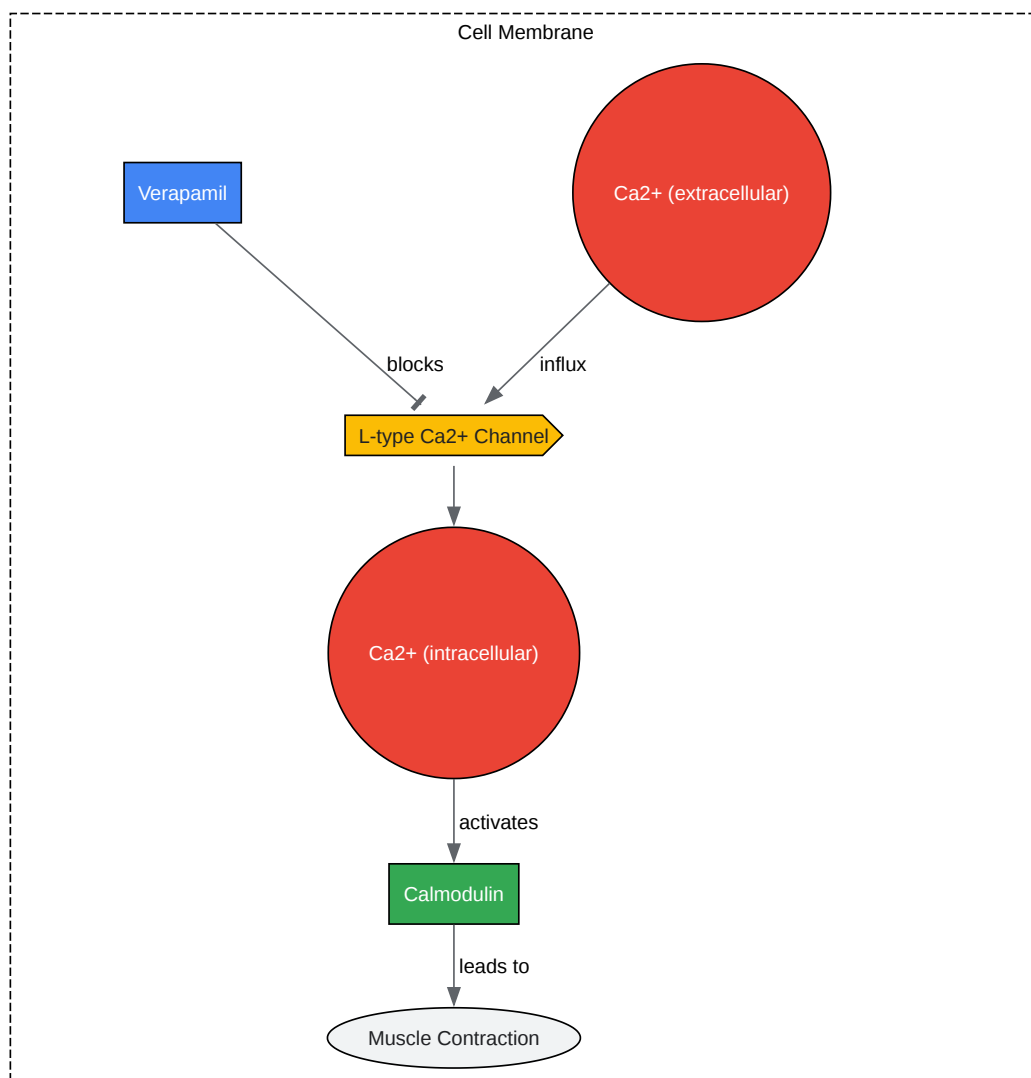 Cell Membrane
Verapamil
Ca2+ (extracellular)
blocks
influx
L-type Ca2+ Channel
Ca2+ (intracellular)
activates
Calmodulin
leads to
Muscle Contraction